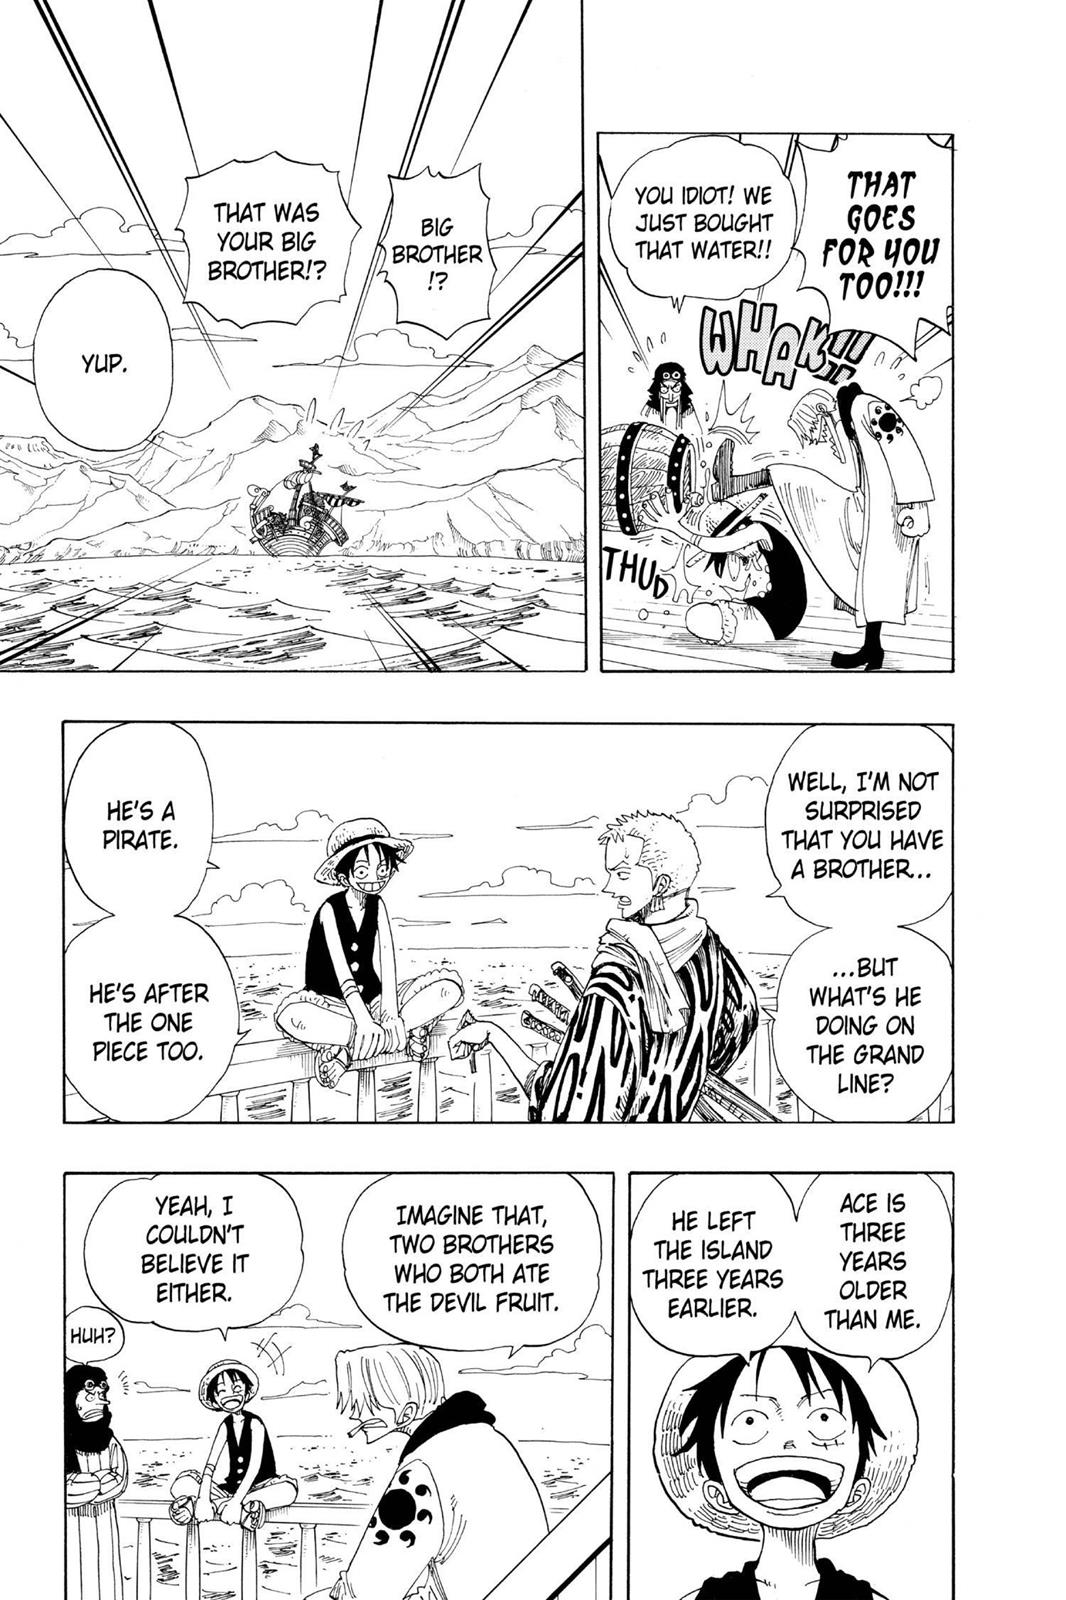 THAT
GOES
FOR YOU
TOO!!!
YOU IDIOT! WE
JUST BOUGHT
THAT WATER!!
WHAK!!
THUD
BIG
BROTHER
!?
THAT WAS
YOUR BIG
BROTHER!?
YUP.
WELL, I'M NOT
SURPRISED
THAT YOU HAVE
A BROTHER...
...BUT
WHAT'S HE
DOING ON
THE GRAND
LINE?
HE'S A
PIRATE.
HE'S AFTER
THE ONE
PIECE TOO.
ACE IS
THREE
YEARS
OLDER
THAN ME.
HE LEFT
THE ISLAND
THREE YEARS
EARLIER.
IMAGINE THAT,
TWO BROTHERS
WHO BOTH ATE
THE DEVIL FRUIT.
YEAH, I
COULDN'T
BELIEVE IT
EITHER.
HUH?